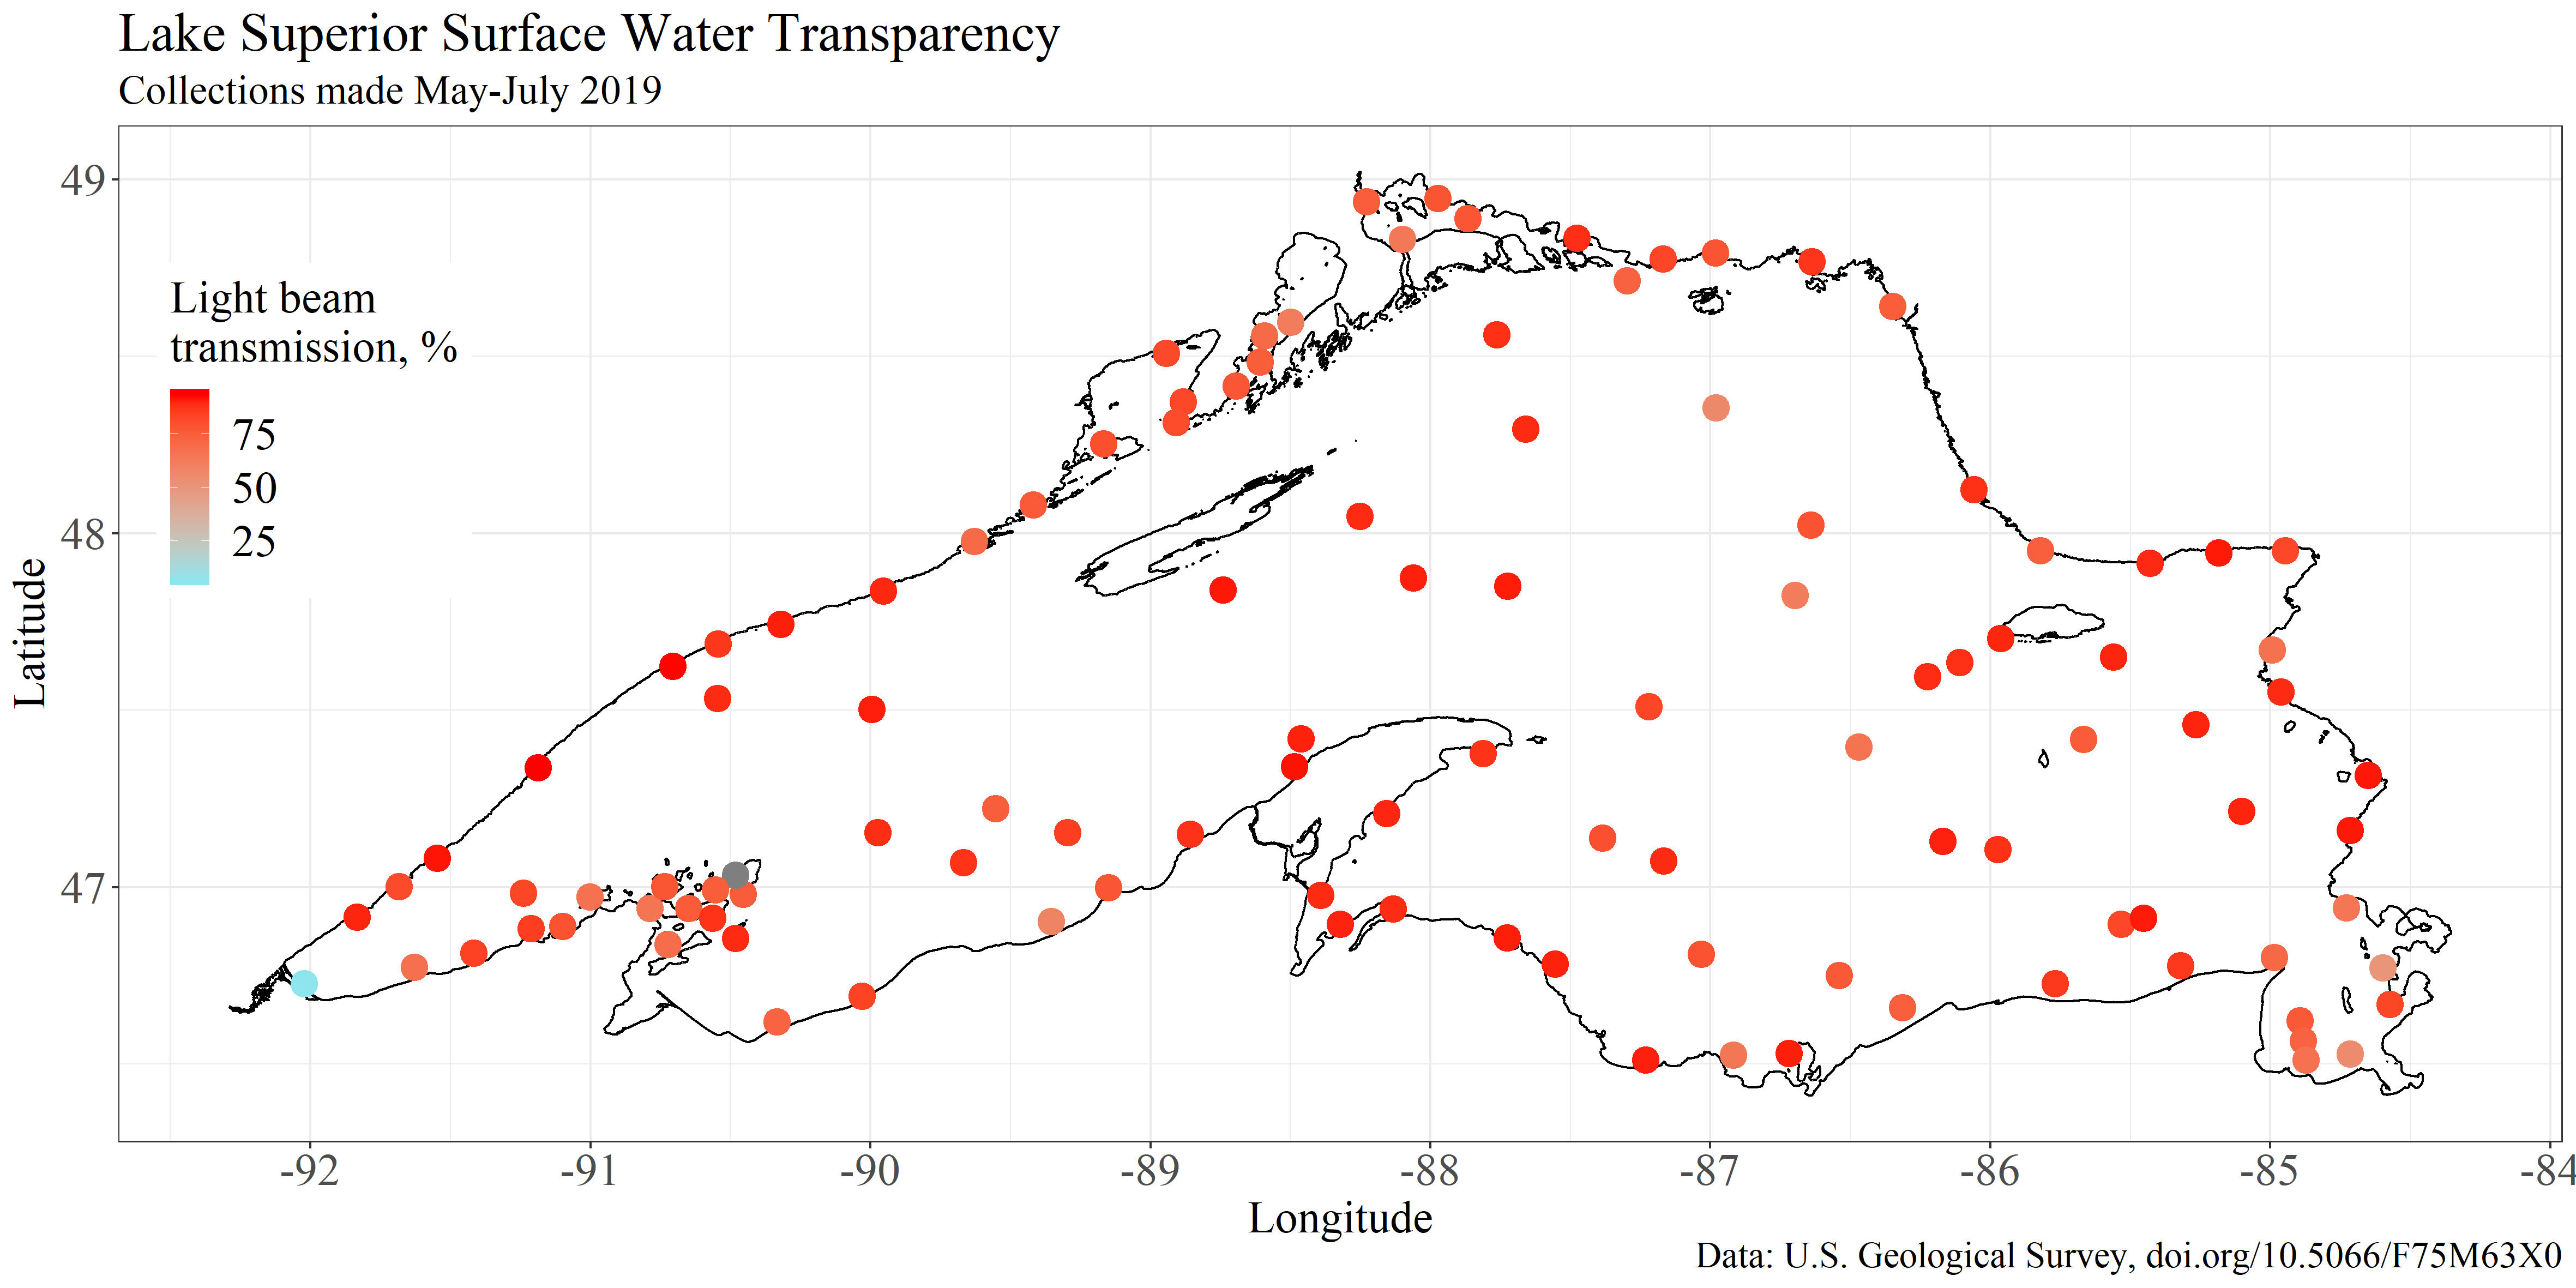 Lake Superior Surface Water Transparency
Collections made May-July 2019
Light beam
transmission, %
75
50
25
49
48
47
Latitude
-92
-91
-90
-89
-88
-87
-86
-85
-84
Longitude
Data: U.S. Geological Survey, doi.org/10.5066/F75M63X0